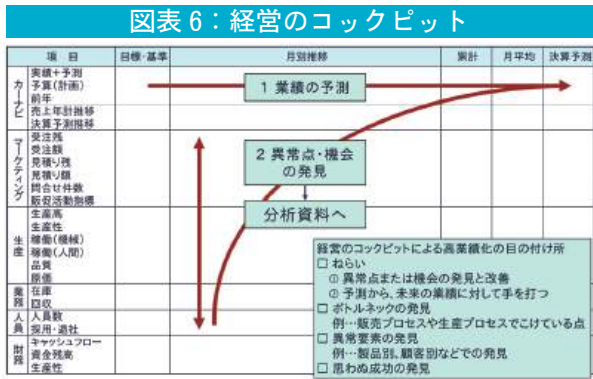 図表6：経営のコックピット
項　目　目標・基準　月別推移　累計　月平均　決算予測
カーナビ
実績＋予測
予算(計画)
前年
売上年計推移
決算予測推移
マーケティング
受注残
受注額
見積り残
見積り額
問合せ件数
販促活動指標
生産
生産高
生産性
稼働(機械)
稼働(人間)
品質
原価
業務
在庫
回収
人員
人員数
採用・退社
財務
キャッシュフロー
資金残高
生産性
1 業績の予測
2 異常点・機会
の発見
分析資料へ
経営のコックピットによる高業績化の目の付け所
□ ねらい
① 異常点または機会の発見と改善
② 予測から、未来の業績に対して手を打つ
□ ボトルネックの発見
例…販売プロセスや生産プロセスでこけている点
□ 異常要素の発見
例…製品別、顧客別などでの発見
□ 思わぬ成功の発見